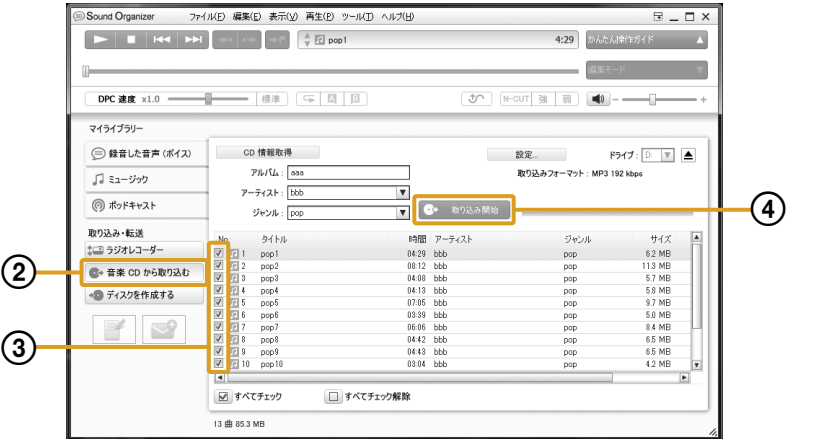 Sound Organizer ファイル(F) 編集(E) 表示(V) 再生(P) ツール(T) ヘルプ(H)
pop1 4:29 かんたん操作ガイド
編集モード
DPC 速度 x1.0 標準 A B N-CUT 強 弱 - +
マイライブラリー
録音した音声 (ボイス)
ミュージック
ポッドキャスト
取り込み・転送
ラジオレコーダー
音楽 CD から取り込む
ディスクを作成する
CD 情報取得 設定... ドライブ : D:
アルバム : aaa 取り込みフォーマット : MP3 192 kbps
アーティスト : bbb
ジャンル : pop
取り込み開始
No. タイトル 時間 アーティスト ジャンル サイズ
1 pop1 04:29 bbb pop 6.2 MB
2 pop2 08:12 bbb pop 11.3 MB
3 pop3 04:08 bbb pop 5.7 MB
4 pop4 04:13 bbb pop 5.8 MB
5 pop5 07:05 bbb pop 9.7 MB
6 pop6 03:39 bbb pop 5.0 MB
7 pop7 06:06 bbb pop 8.4 MB
8 pop8 04:42 bbb pop 6.5 MB
9 pop9 04:43 bbb pop 6.5 MB
10 pop10 03:04 bbb pop 4.2 MB
すべてチェック すべてチェック解除
13 曲 85.3 MB
②
③
④